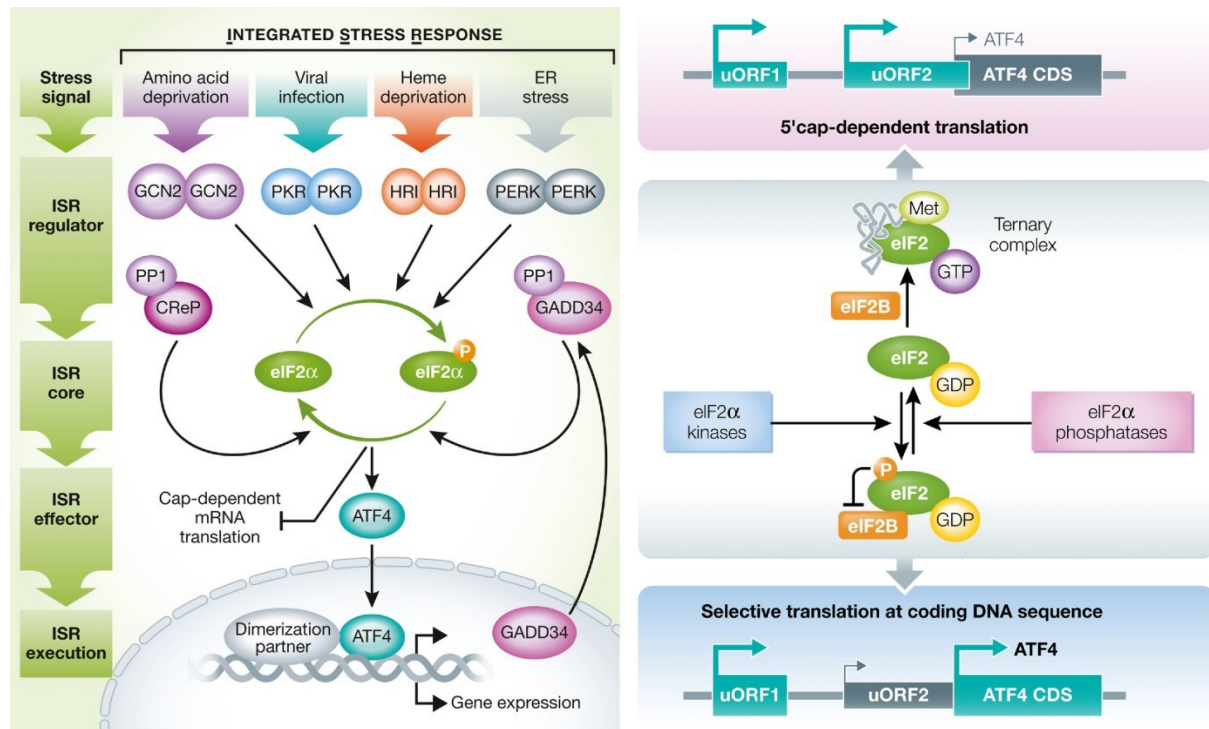 INTEGRATED STRESS RESPONSE
Stress
signal
Amino acid
deprivation
Viral
infection
Heme
deprivation
ER
stress
ISR
regulator
GCN2 GCN2
PKR PKR
HRI HRI
PERK PERK
PP1
CReP
PP1
GADD34
ISR
core
eIF2α
P
eIF2α
ISR
effector
Cap-dependent
mRNA
translation
ATF4
ISR
execution
Dimerization
partner
ATF4
GADD34
Gene expression
ATF4
uORF1
uORF2
ATF4 CDS
5'cap-dependent translation
Met
eIF2
GTP
Ternary
complex
eIF2B
eIF2
GDP
eIF2α
kinases
eIF2α
phosphatases
P
eIF2
eIF2B
GDP
Selective translation at coding DNA sequence
ATF4
uORF1
uORF2
ATF4 CDS